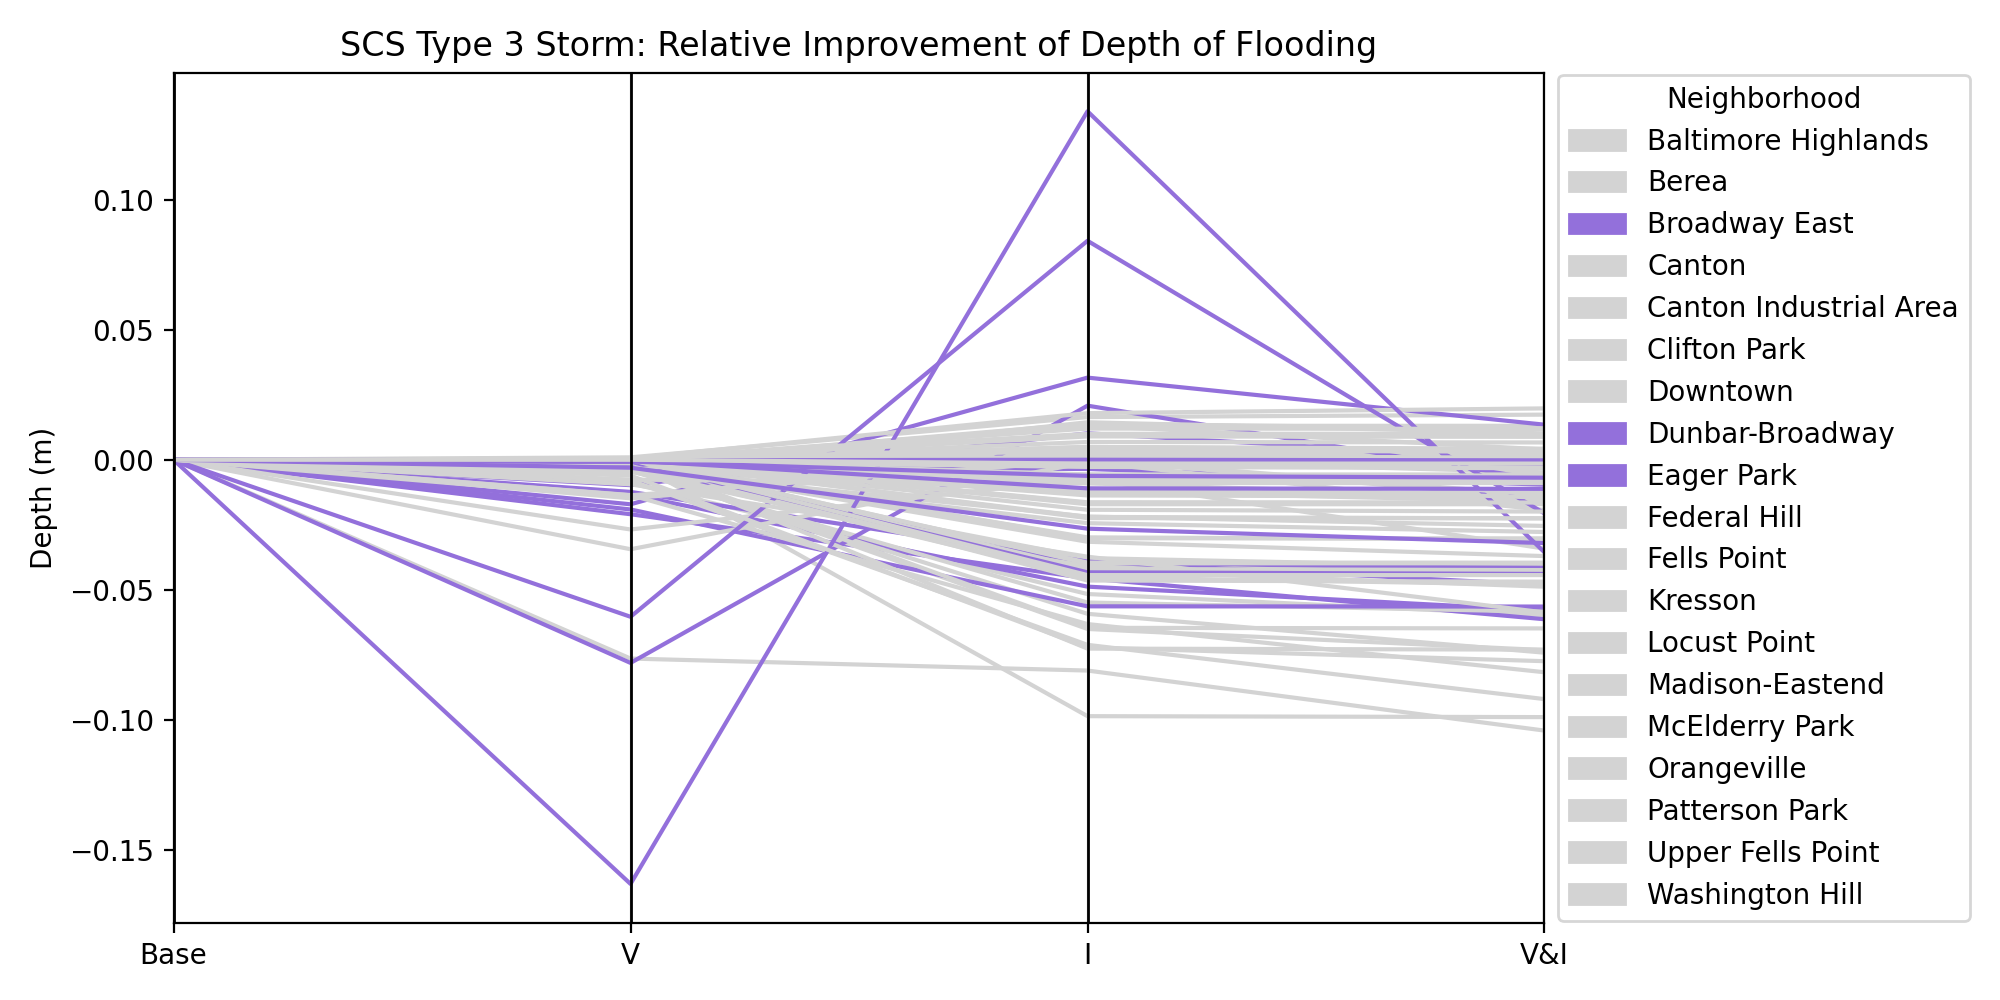 SCS Type 3 Storm: Relative Improvement of Depth of Flooding
Depth (m)
0.10
0.05
0.00
−0.05
−0.10
−0.15
Base
V
I
V&I
Neighborhood
Baltimore Highlands
Berea
Broadway East
Canton
Canton Industrial Area
Clifton Park
Downtown
Dunbar-Broadway
Eager Park
Federal Hill
Fells Point
Kresson
Locust Point
Madison-Eastend
McElderry Park
Orangeville
Patterson Park
Upper Fells Point
Washington Hill